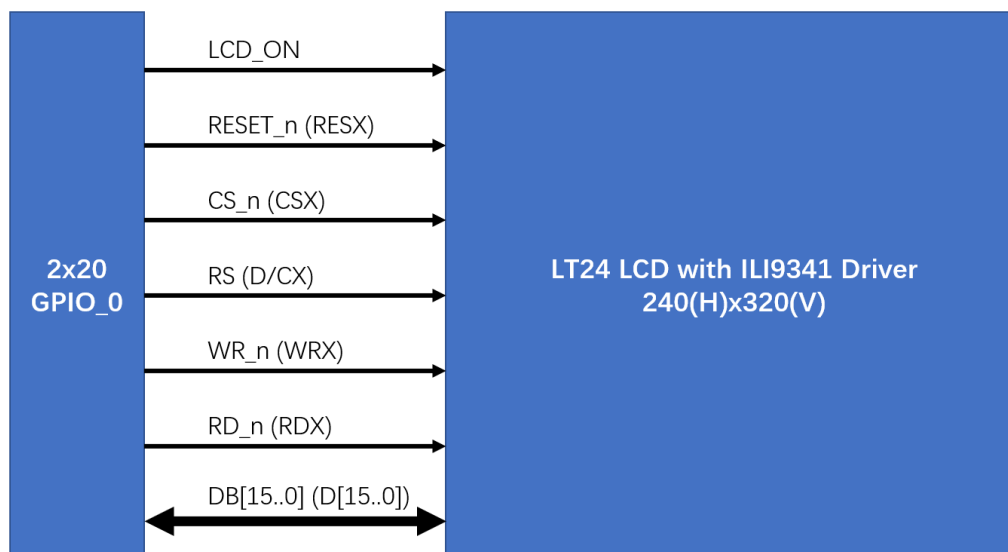 LCD_ON
RESET_n (RESX)
CS_n (CSX)
2x20
GPIO_0
RS (D/CX)
LT24 LCD with ILI9341 Driver
240(H)x320(V)
WR_n (WRX)
RD_n (RDX)
DB[15..0] (D[15..0])